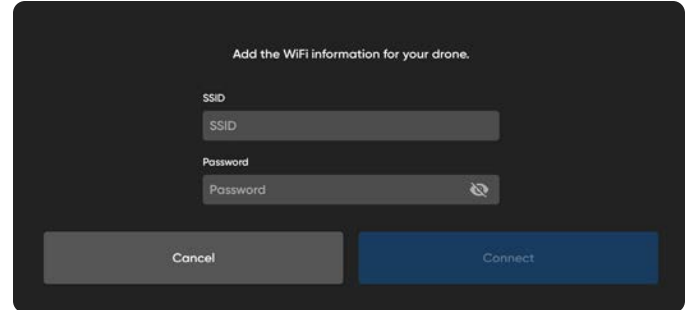 Add the WiFi information for your drone.
SSID
SSID
Password
Password
Cancel
Connect